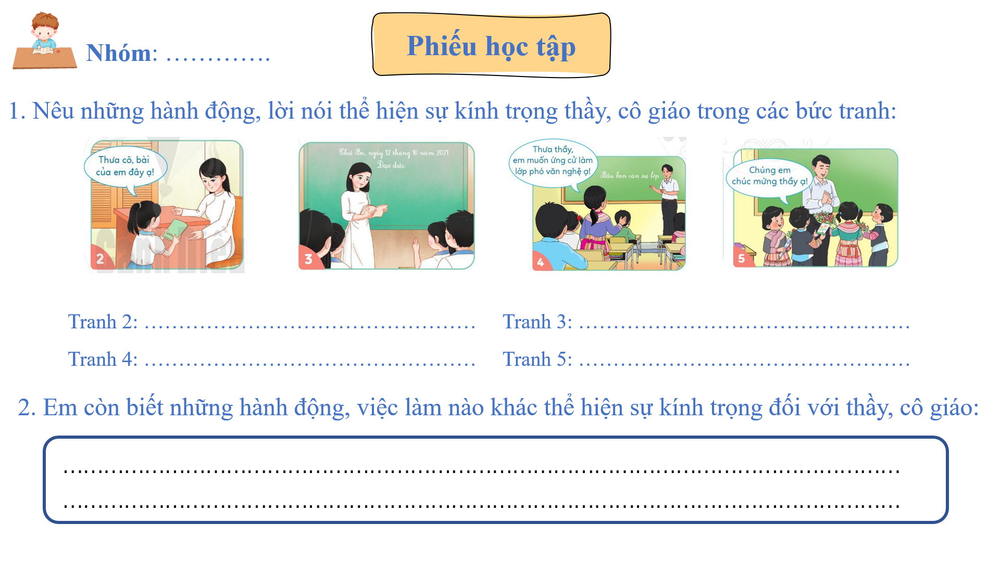 Nhóm: ………….
Phiếu học tập
1. Nêu những hành động, lời nói thể hiện sự kính trọng thầy, cô giáo trong các bức tranh:
Thưa cô, bài
của em đây ạ!
2
Thứ Ba, ngày 12 tháng 10 năm 2021
Đạo đức
3
Thưa thầy,
em muốn ứng cử làm
lớp phó văn nghệ ạ!
Bầu ban cán sự lớp
4
Chúng em
chúc mừng thầy ạ!
5
Cánh Diều
Tranh 2: …………………………………………
Tranh 3: …………………………………………
Tranh 4: …………………………………………
Tranh 5: …………………………………………
2. Em còn biết những hành động, việc làm nào khác thể hiện sự kính trọng đối với thầy, cô giáo:
……………………………………………………………………………………………………………
……………………………………………………………………………………………………………